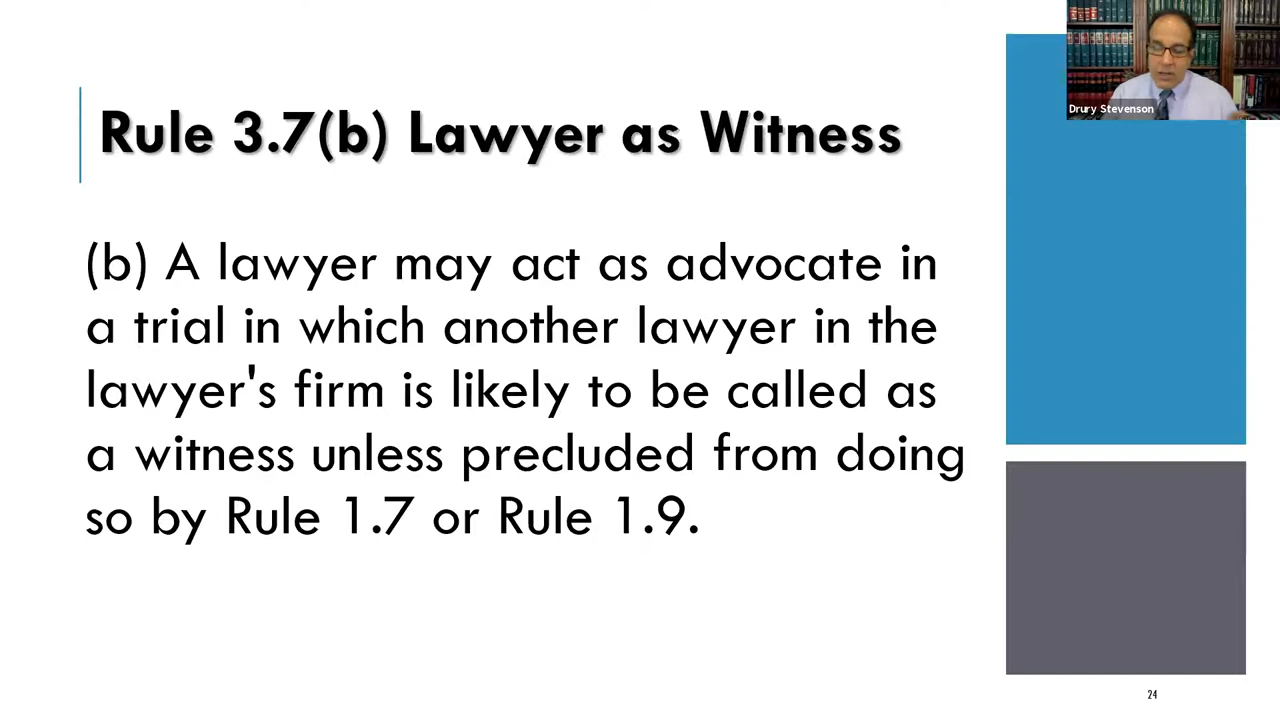 Rule 3.7(b) Lawyer as Witness
Drury Stevenson
(b) A lawyer may act as advocate in
a trial in which another lawyer in the
lawyer's firm is likely to be called as
a witness unless precluded from doing
so by Rule 1.7 or Rule 1.9.
24